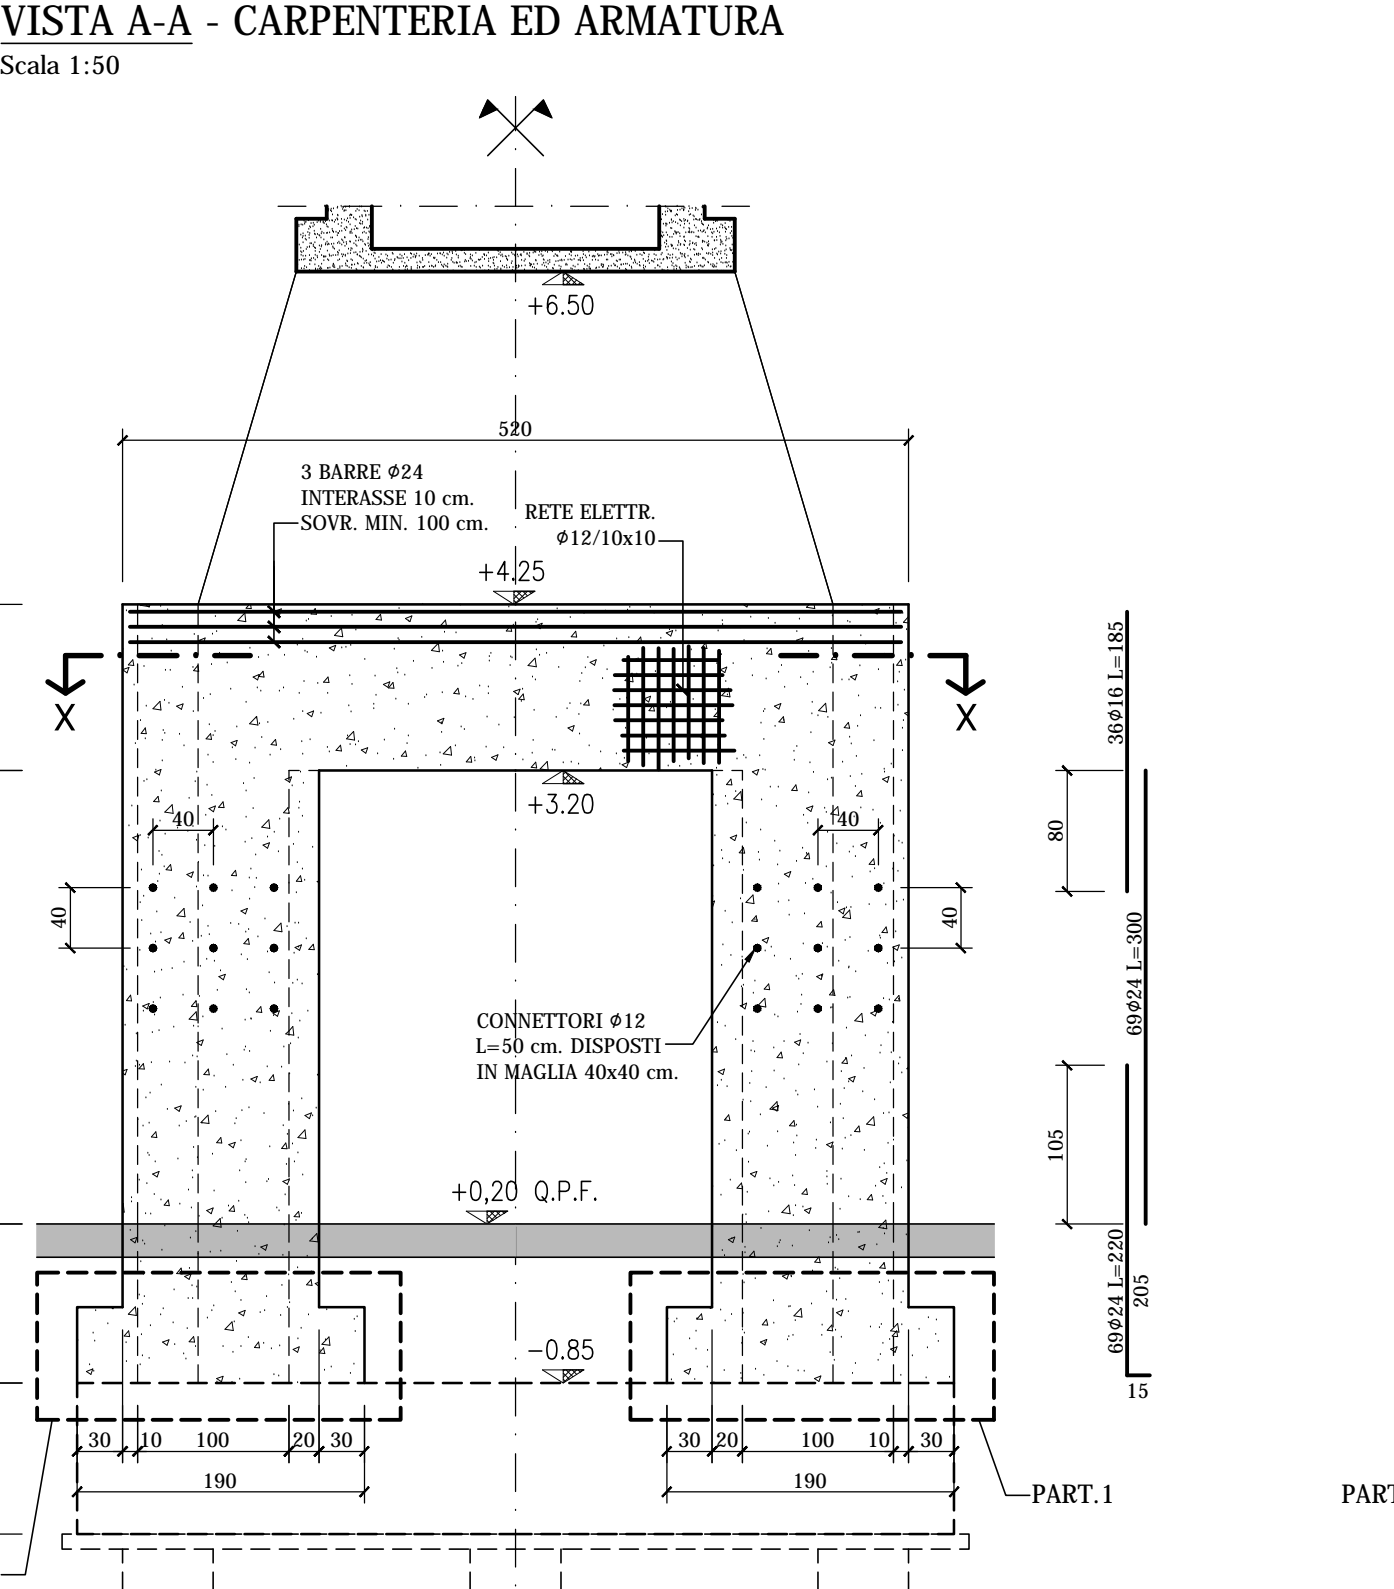 VISTA A-A - CARPENTERIA ED ARMATURA
Scala 1:50
+6.50
520
3 BARRE ϕ24
INTERASSE 10 cm.
SOVR. MIN. 100 cm.
RETE ELETTR.
ϕ12/10x10
+4.25
X
X
36ϕ16 L=185
+3.20
40
40
80
40
40
69ϕ24 L=300
CONNETTORI ϕ12
L=50 cm. DISPOSTI
IN MAGLIA 40x40 cm.
105
+0,20 Q.P.F.
69ϕ24 L=220
205
-0.85
15
30 10 100 20 30
30 20 100 10 30
190
190
PART.1
PART